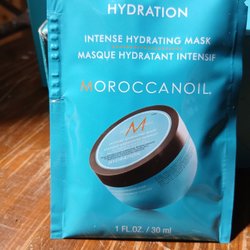 HYDRATION
INTENSE HYDRATING MASK
MASQUE HYDRATANT INTENSIF
MOROCCANOIL
M
1 FL.OZ. / 30 ml